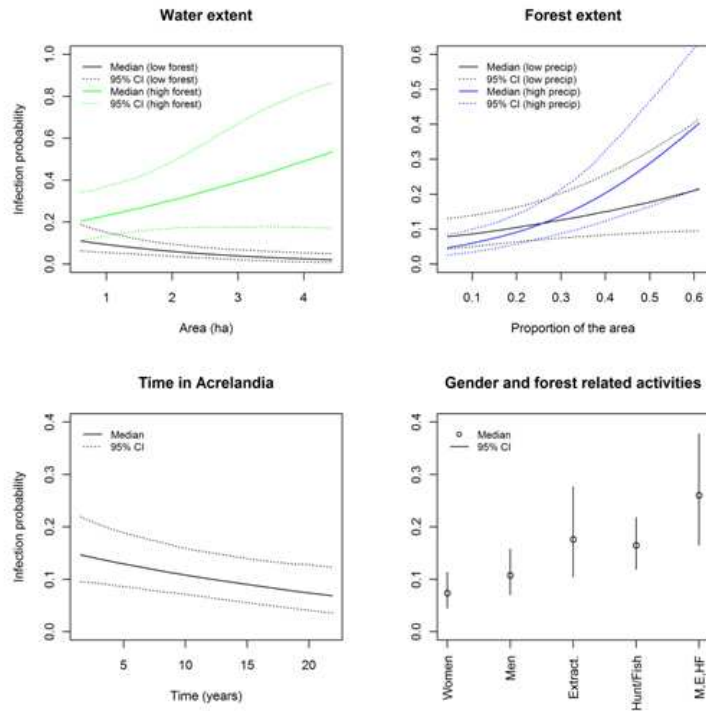 Water extent
Infection probability
0.0 0.2 0.4 0.6 0.8 1.0
Median (low forest)
95% CI (low forest)
Median (high forest)
95% CI (high forest)
1 2 3 4
Area (ha)
Forest extent
0.0 0.1 0.2 0.3 0.4 0.5 0.6
Median (low precip)
95% CI (low precip)
Median (high precip)
95% CI (high precip)
0.1 0.2 0.3 0.4 0.5 0.6
Proportion of the area
Time in Acrelandia
Infection probability
0.0 0.1 0.2 0.3 0.4
Median
95% CI
5 10 15 20
Time (years)
Gender and forest related activities
0.0 0.1 0.2 0.3 0.4
Median
95% CI
Women
Men
Extract.
Hunt/Fish
M,E,HF